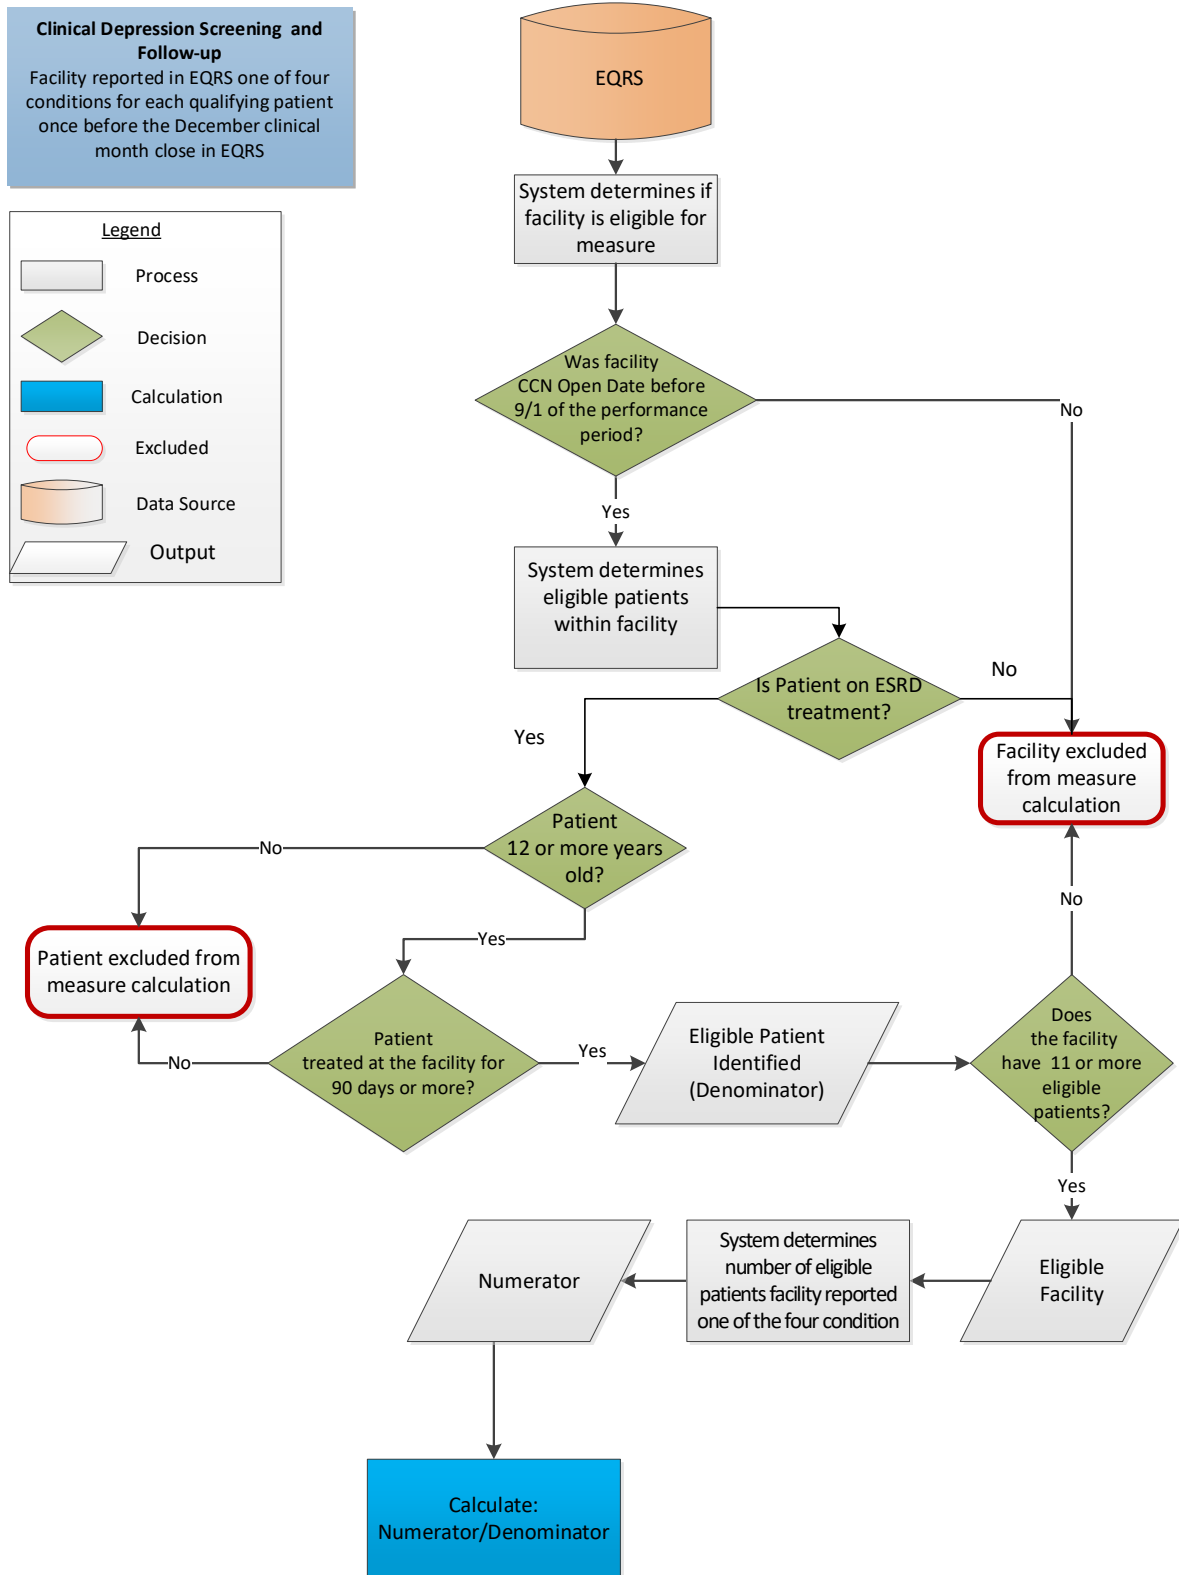 Clinical Depression Screening and
Follow-up
Facility reported in EQRS one of four
conditions for each qualifying patient
once before the December clinical
month close in EQRS
Legend
Process
Decision
Calculation
Excluded
Data Source
Output
EQRS
System determines if
facility is eligible for
measure
Was facility
CCN Open Date before
9/1 of the performance
period?
No
Yes
System determines
eligible patients
within facility
Is Patient on ESRD
treatment?
No
Yes
Facility excluded
from measure
calculation
Patient
12 or more years
old?
No
Yes
Patient excluded from
measure calculation
Patient
treated at the facility for
90 days or more?
No
Yes
Eligible Patient
Identified
(Denominator)
Does
the facility
have 11 or more
eligible
patients?
No
Yes
Eligible
Facility
System determines
number of eligible
patients facility reported
one of the four condition
Numerator
Calculate:
Numerator/Denominator